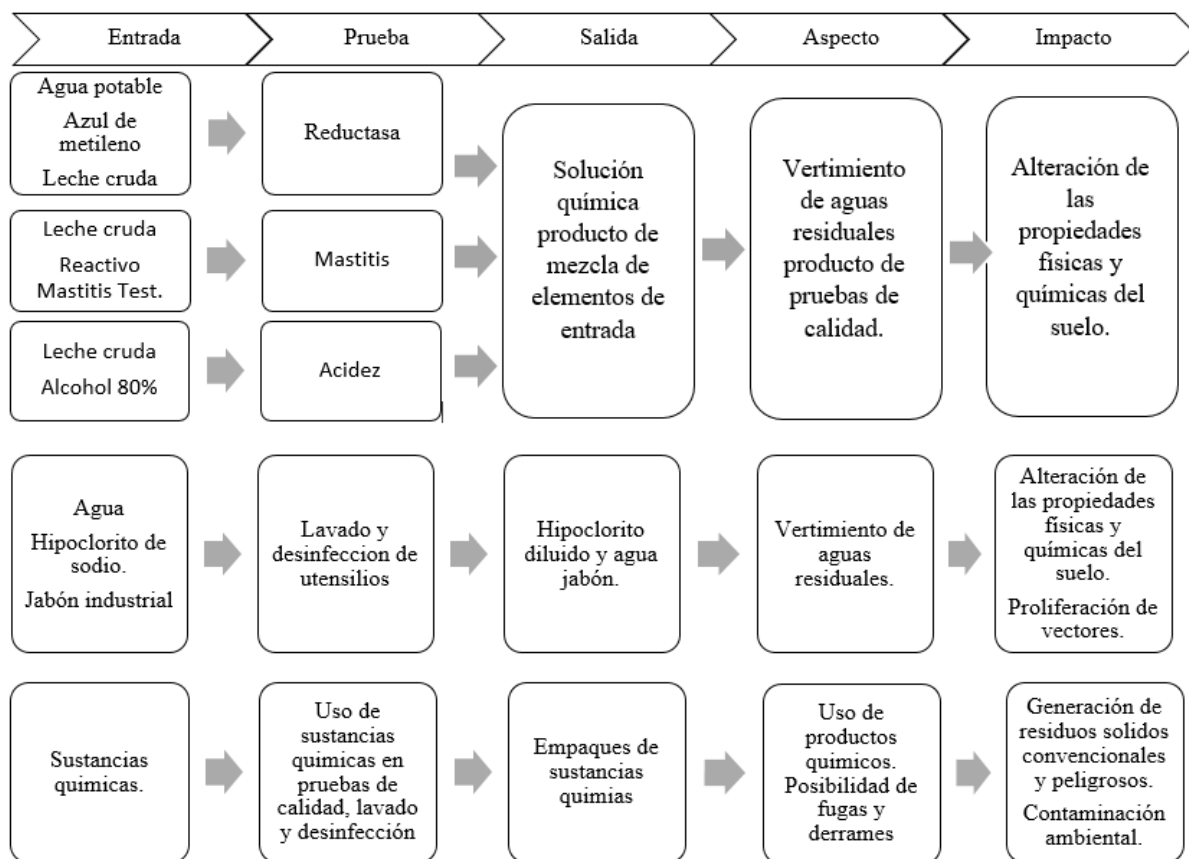 Entrada
Prueba
Salida
Aspecto
Impacto
Agua potable
Azul de
metileno
Leche cruda
Reductasa
Leche cruda
Reactivo
Mastitis Test.
Mastitis
Leche cruda
Alcohol 80%
Acidez
Solución
química
producto de
mezcla de
elementos de
entrada
Vertimiento
de aguas
residuales
producto de
pruebas de
calidad.
Alteración de
las
propiedades
físicas y
químicas del
suelo.
Agua
Hipoclorito de
sodio.
Jabón industrial
Lavado y
desinfeccion de
utensilios
Hipoclorito
diluido y agua
jabón.
Vertimiento de
aguas
residuales.
Alteración de
las propiedades
físicas y
químicas del
suelo.
Proliferación de
vectores.
Sustancias
quimicas.
Uso de
sustancias
quimicas en
pruebas de
calidad, lavado
y desinfección
Empaques de
sustancias
quimias
Uso de
productos
quimicos.
Posibilidad de
fugas y
derrames
Generación de
residuos solidos
convencionales
y peligrosos.
Contaminación
ambiental.